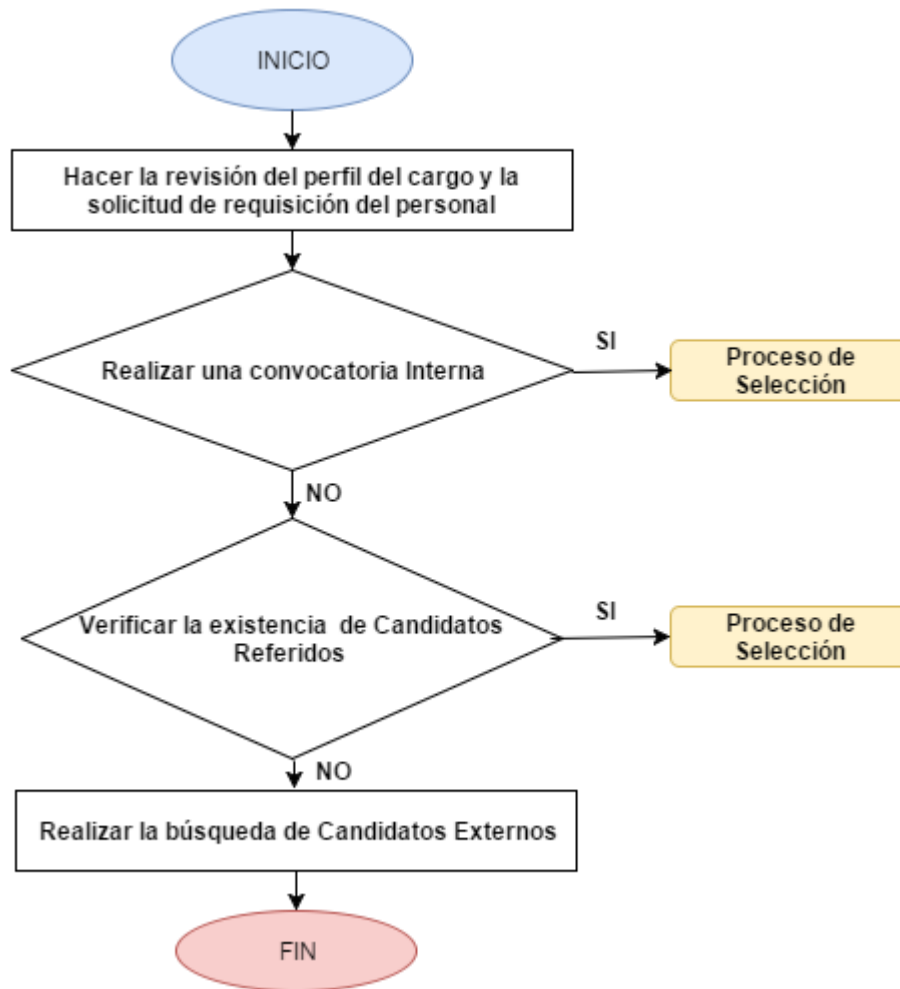 INICIO
Hacer la revisión del perfil del cargo y la
solicitud de requisición del personal
Realizar una convocatoria Interna
SI
Proceso de
Selección
NO
Verificar la existencia de Candidatos
Referidos
SI
Proceso de
Selección
NO
Realizar la búsqueda de Candidatos Externos
FIN